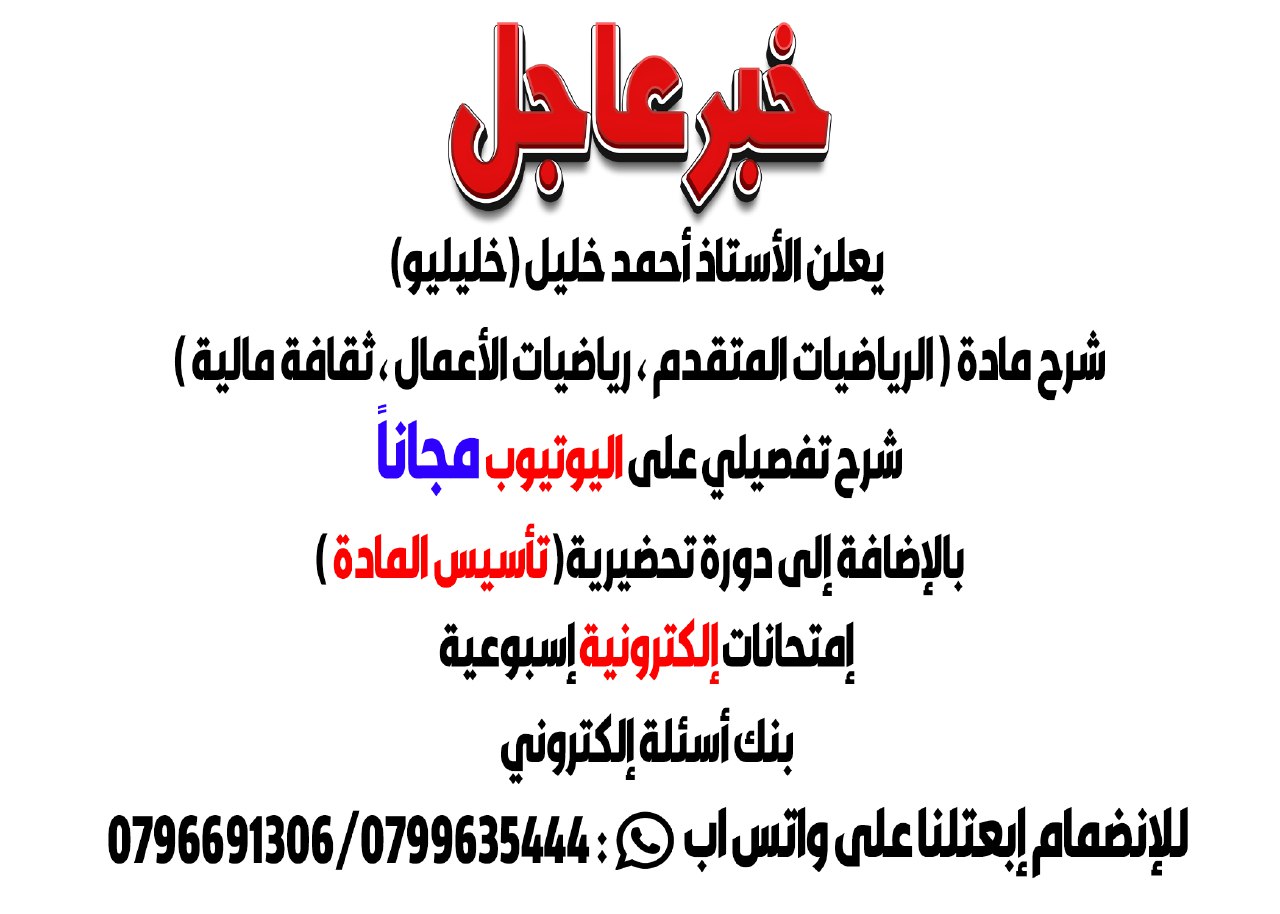 خبر عاجل
يعلن الأستاذ أحمد خليل (خليليو)
شرح مادة ( الرياضيات المتقدم ، رياضيات الأعمال ، ثقافة مالية )
شرح تفصيلي على اليوتيوب مجاناً
بالإضافة إلى دورة تحضيرية( تأسيس المادة )
إمتحانات إلكترونية إسبوعية
بنك أسئلة إلكتروني
للإنضمام إبعتلنا على واتس اب : 0799635444 / 0796691306